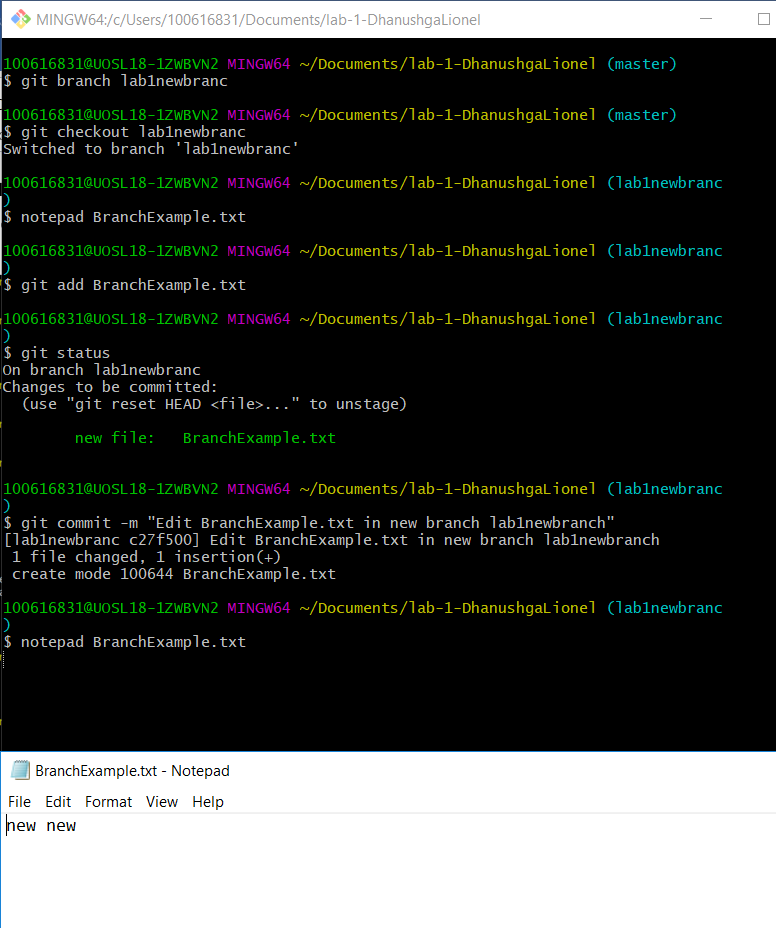 MINGW64:/c/Users/100616831/Documents/lab-1-DhanushgaLionel
100616831@UOSL18-1ZWBVN2 MINGW64 ~/Documents/lab-1-DhanushgaLionel (master)
$ git branch lab1newbranc
100616831@UOSL18-1ZWBVN2 MINGW64 ~/Documents/lab-1-DhanushgaLionel (master)
$ git checkout lab1newbranc
Switched to branch 'lab1newbranc'
100616831@UOSL18-1ZWBVN2 MINGW64 ~/Documents/lab-1-DhanushgaLionel (lab1newbranc
)
$ notepad BranchExample.txt
100616831@UOSL18-1ZWBVN2 MINGW64 ~/Documents/lab-1-DhanushgaLionel (lab1newbranc
)
$ git add BranchExample.txt
100616831@UOSL18-1ZWBVN2 MINGW64 ~/Documents/lab-1-DhanushgaLionel (lab1newbranc
)
$ git status
On branch lab1newbranc
Changes to be committed:
  (use "git reset HEAD <file>..." to unstage)
        new file:   BranchExample.txt
100616831@UOSL18-1ZWBVN2 MINGW64 ~/Documents/lab-1-DhanushgaLionel (lab1newbranc
)
$ git commit -m "Edit BranchExample.txt in new branch lab1newbranch"
[lab1newbranc c27f500] Edit BranchExample.txt in new branch lab1newbranch
 1 file changed, 1 insertion(+)
 create mode 100644 BranchExample.txt
100616831@UOSL18-1ZWBVN2 MINGW64 ~/Documents/lab-1-DhanushgaLionel (lab1newbranc
)
$ notepad BranchExample.txt
BranchExample.txt - Notepad
File Edit Format View Help
new new